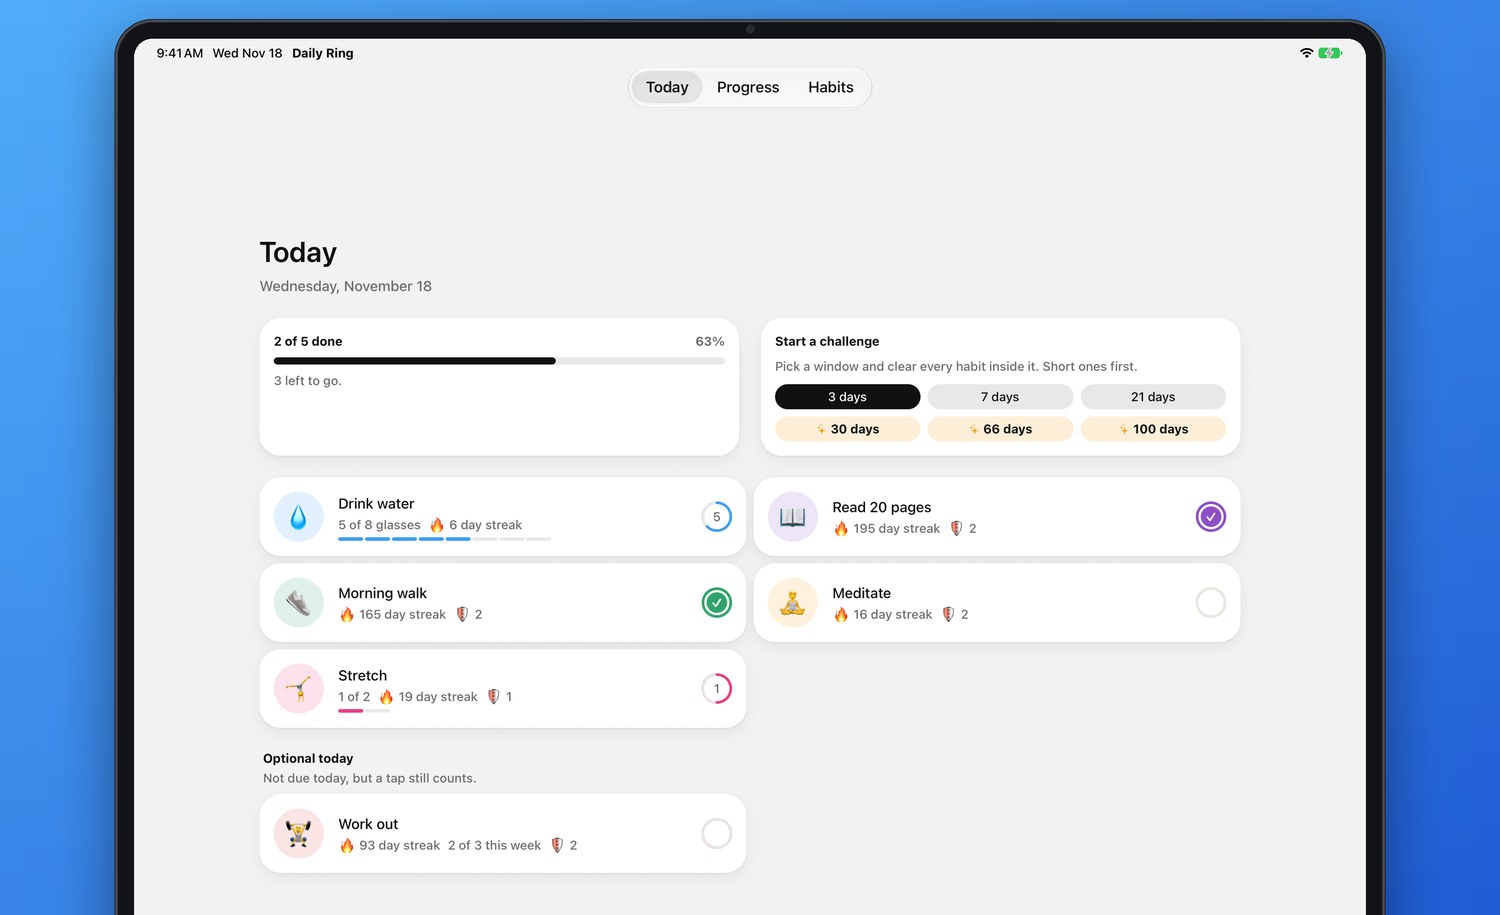 9:41 AM Wed Nov 18 Daily Ring
Today Progress Habits
Today
Wednesday, November 18
2 of 5 done 63%
3 left to go.
Start a challenge
Pick a window and clear every habit inside it. Short ones first.
3 days 7 days 21 days
30 days 66 days 100 days
Drink water
5 of 8 glasses 6 day streak
5
Read 20 pages
195 day streak 2
Morning walk
165 day streak 2
Meditate
16 day streak 2
Stretch
1 of 2 19 day streak 1
1
Optional today
Not due today, but a tap still counts.
Work out
93 day streak 2 of 3 this week 2